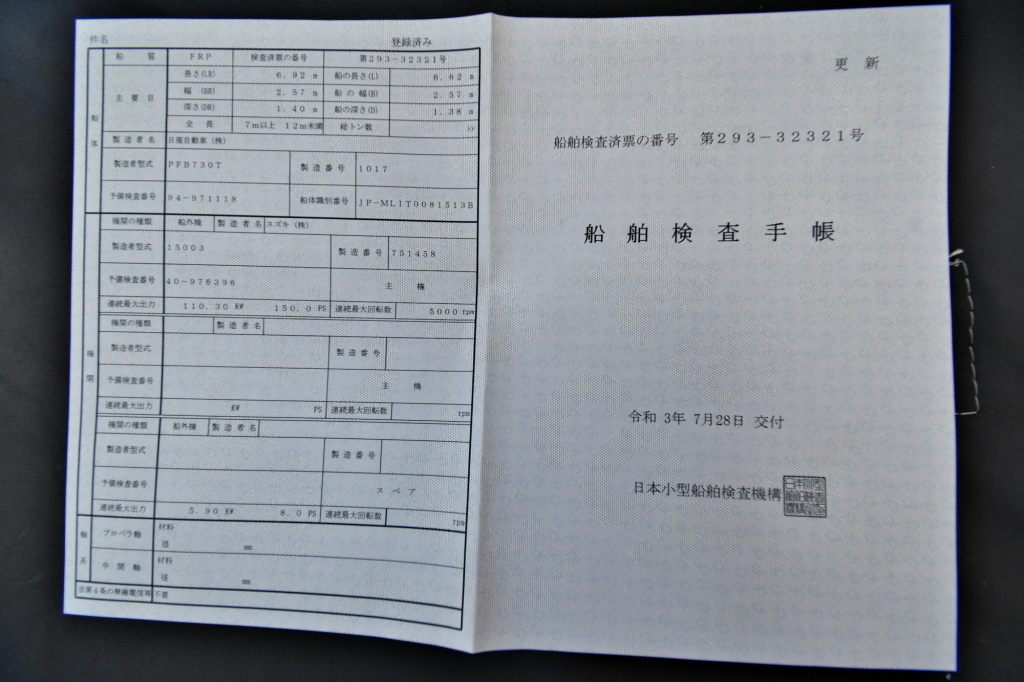 件名
登録済み
船体
船質 FRP 検査済票の番号 第293-32321号
主要目 長さ(LR) 6.92 m 船の長さ(L) 6.62 m
幅 (BR) 2.57 m 船の幅(B) 2.57 m
深さ(DR) 1.40 m 船の深さ(D) 1.38 m
全長 7m以上 12m未満 総トン数 トン
製造者名 日産自動車(株)
製造者型式 PFB730T 製造番号 1017
予備検査番号 94-971118 船体識別番号 JP-ML1T0081513B
機関
機関の種類 船外機 製造者名 スズキ(株)
製造者型式 15003 製造番号 751458
予備検査番号 40-976396 主機
連続最大出力 110.30 KW 150.0 PS 連続最大回転数 5000 rpm
機関の種類 製造者名
製造者型式 製造番号
予備検査番号 主機
連続最大出力 KW PS 連続最大回転数 rpm
機関の種類 船外機 製造者名
製造者型式 製造番号
予備検査番号 スペア
連続最大出力 5.90 KW 8.0 PS 連続最大回転数 rpm
軸系
プロペラ軸 材料
径 mm
中間軸 材料
径 mm
法第4条の無線電信等 不要
更新
船舶検査済票の番号 第293-32321号
船舶検査手帳
令和 3年 7月28日 交付
日本小型船舶検査機構